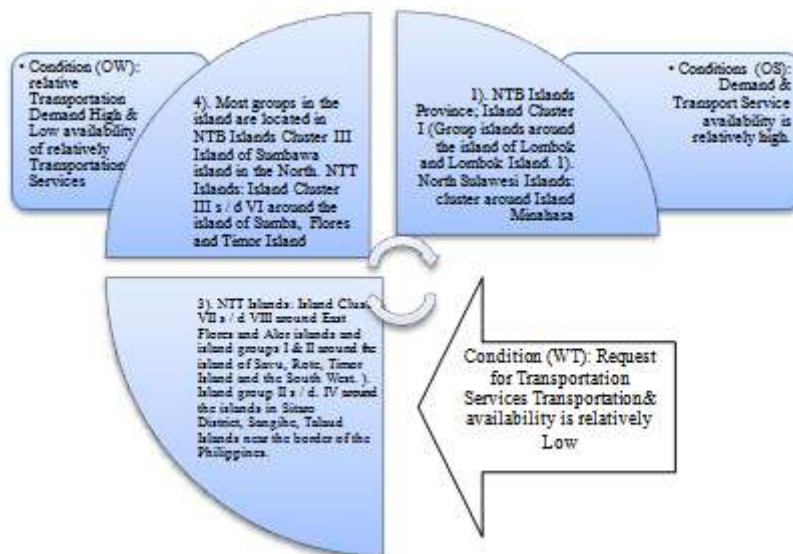 • Condition (OW):
relative
Transportation
Demand High &
Low availability
of relatively
Transportation
Services
4). Most groups in the
island are located in
NTB Islands Cluster III
Island of Sumbawa
island in the North. NTT
Islands: Island Cluster
III s / d VI around the
island of Sumba, Flores
and Timor Island
1). NTB Islands
Province; Island Cluster
I (Group islands around
the island of Lombok
and Lombok Island. 1).
North Sulawesi Islands:
cluster around Island
Minahasa
• Conditions (OS):
Demand &
Transport Service
availability is
relatively high.
3). NTT Islands: Island Cluster
VII s / d VIII around East
Flores and Alor islands and
island groups I & II around the
island of Savu, Rote, Timor
Island and the South West. ).
Island group II s / d. IV around
the islands in Sitaro
District, Sangihe, Talaud
Islands near the border of the
Philippines.
Condition (WT): Request
for Transportation
Services Transportation&
availability is relatively
Low